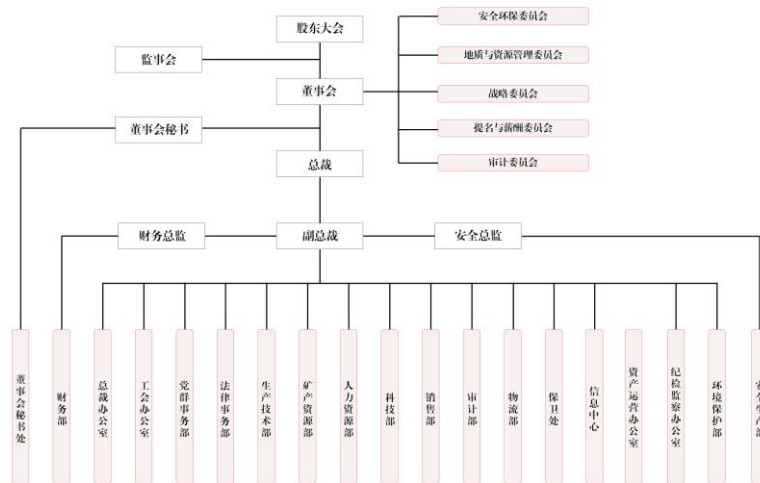 股东大会
安全环保委员会
监事会
地质与资源管理委员会
董事会
战略委员会
董事会秘书
提名与薪酬委员会
总裁
审计委员会
财务总监
副总裁
安全总监
董事会秘书处
财务部
总裁办公室
工会办公室
党群事务部
法律事务部
生产技术部
矿产资源部
人力资源部
科技部
销售部
审计部
物流部
保卫处
信息中心
资产运营办公室
纪检监察办公室
环境保护部
安全生产部